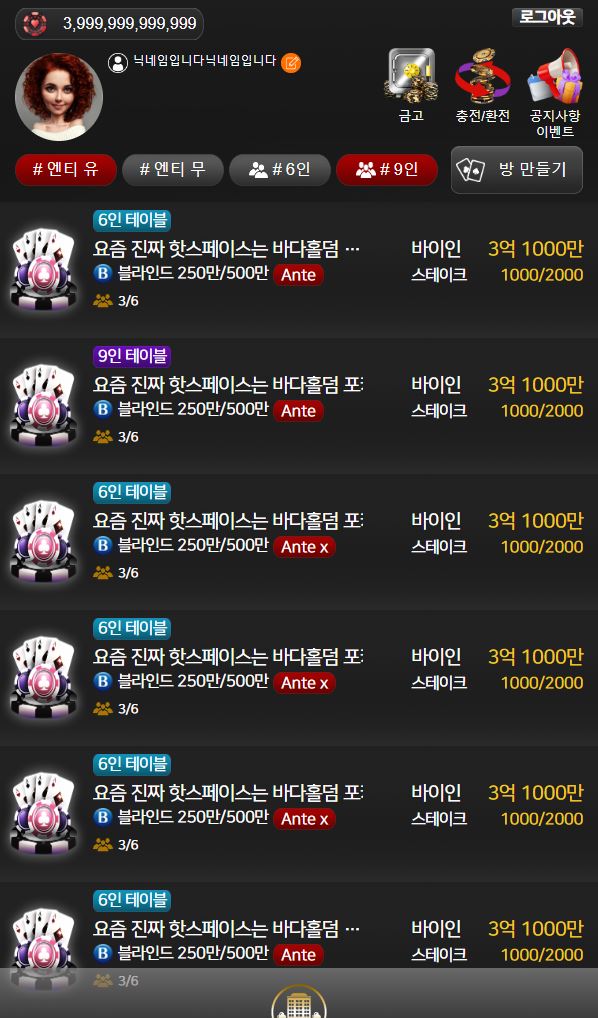 3,999,999,999,999
로그아웃
닉네임입니다닉네임입니다
금고
충전/환전
공지사항
이벤트
# 엔티 유
# 엔티 무
# 6인
# 9인
방 만들기
6인 테이블
요즘 진짜 핫스페이스는 바다홀덤 ⋯
바이인 3억 1000만
B 블라인드 250만/500만 Ante
스테이크 1000/2000
3/6
9인 테이블
요즘 진짜 핫스페이스는 바다홀덤
바이인 3억 1000만
B 블라인드 250만/500만 Ante
스테이크 1000/2000
3/6
6인 테이블
요즘 진짜 핫스페이스는 바다홀덤
바이인 3억 1000만
B 블라인드 250만/500만 Ante x
스테이크 1000/2000
3/6
6인 테이블
요즘 진짜 핫스페이스는 바다홀덤
바이인 3억 1000만
B 블라인드 250만/500만 Ante x
스테이크 1000/2000
3/6
6인 테이블
요즘 진짜 핫스페이스는 바다홀덤
바이인 3억 1000만
B 블라인드 250만/500만 Ante x
스테이크 1000/2000
3/6
6인 테이블
요즘 진짜 핫스페이스는 바다홀덤 ⋯
바이인 3억 1000만
B 블라인드 250만/500만 Ante
스테이크 1000/2000
3/6